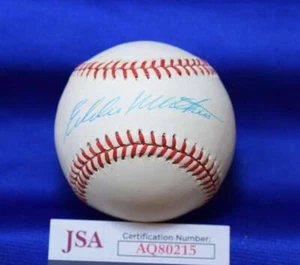 Eddie Mathews
JSA
Certification Number:
AQ80215